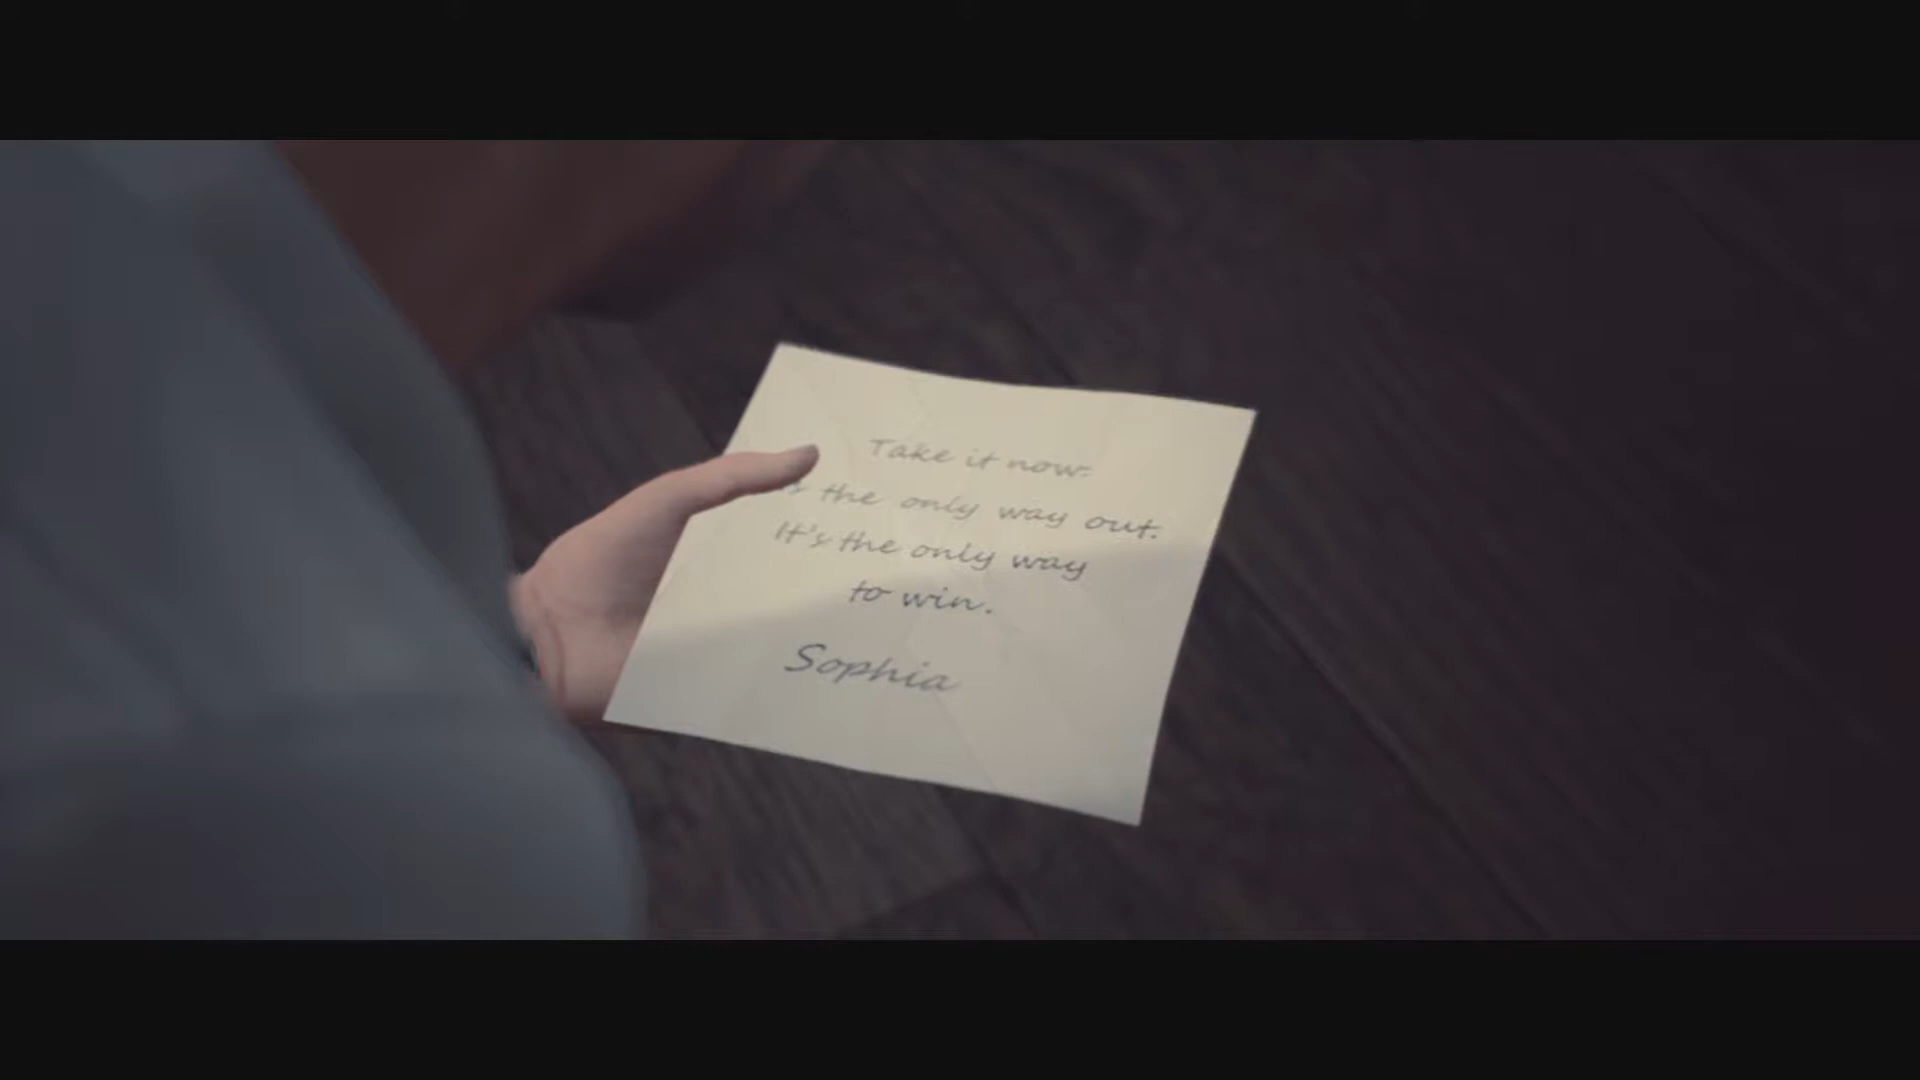 Take it now.
s the only way out.
It's the only way
to win.
Sophia